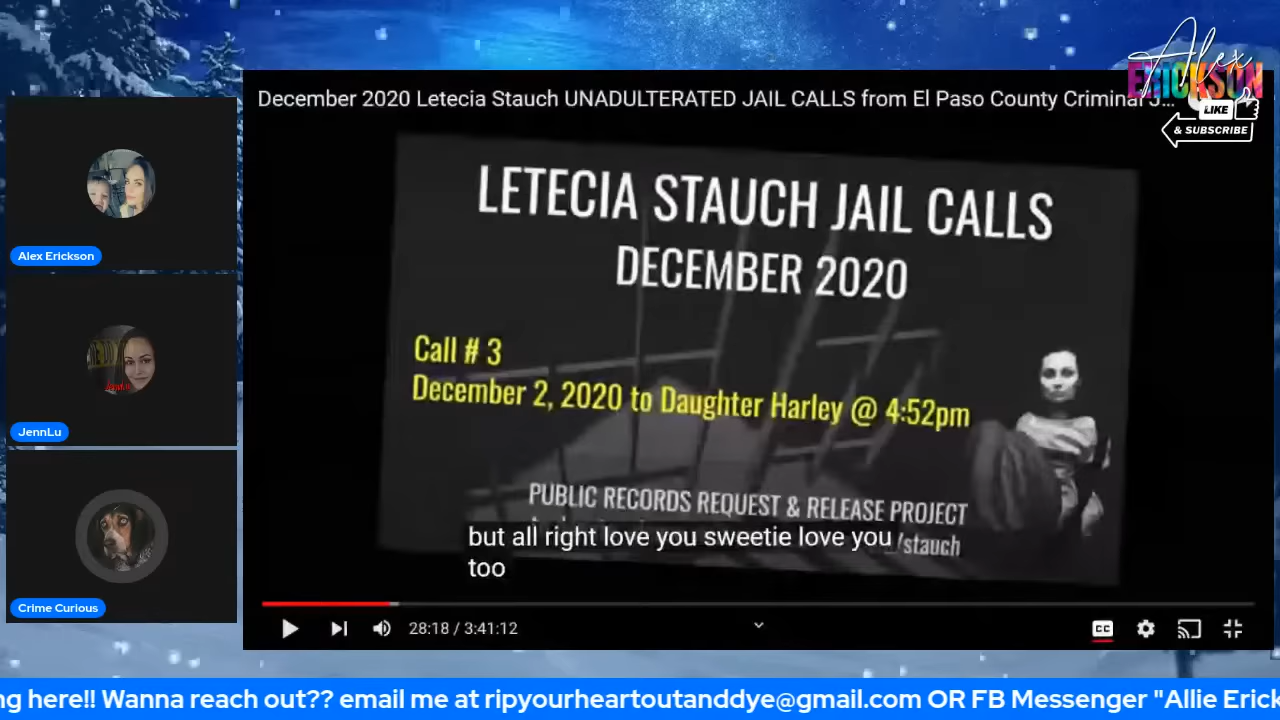 Alex
ERICKSON
LIKE
& SUBSCRIBE
December 2020 Letecia Stauch UNADULTERATED JAIL CALLS from El Paso County Criminal J...
LETECIA STAUCH JAIL CALLS
DECEMBER 2020
Call # 3
December 2, 2020 to Daughter Harley @ 4:52pm
PUBLIC RECORDS REQUEST & RELEASE PROJECT
/stauch
but all right love you sweetie love you
too
28:18 / 3:41:12
CC
Alex Erickson
JennLu
Crime Curious
ng here!! Wanna reach out?? email me at ripyourheartoutanddye@gmail.com OR FB Messenger "Allie Erick